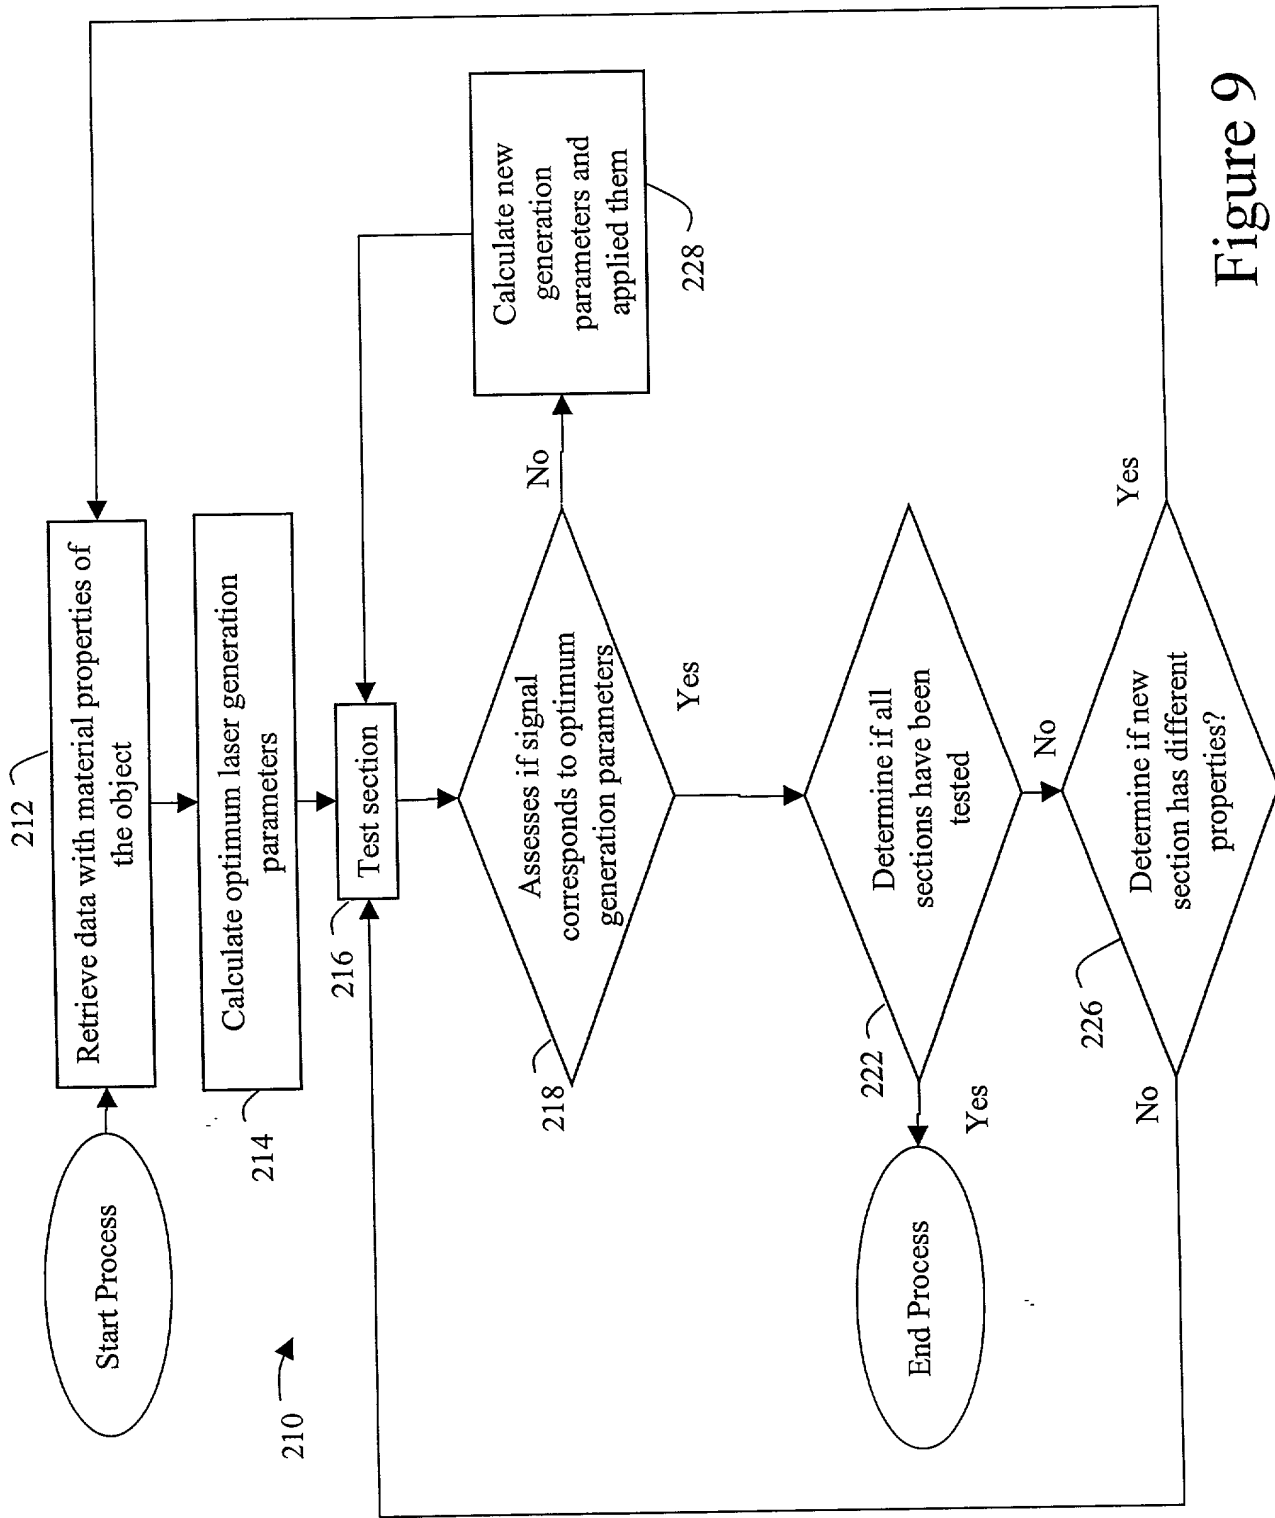 Start Process
212
Retrieve data with material properties of
the object
214
Calculate optimum laser generation
parameters
210
216
Test section
218
Assesses if signal
corresponds to optimum
generation parameters
No
Calculate new
generation
parameters and
applied them
228
Yes
222
Determine if all
sections have been
tested
Yes
End Process
No
226
Determine if new
section has different
properties?
No
Yes
Figure 9